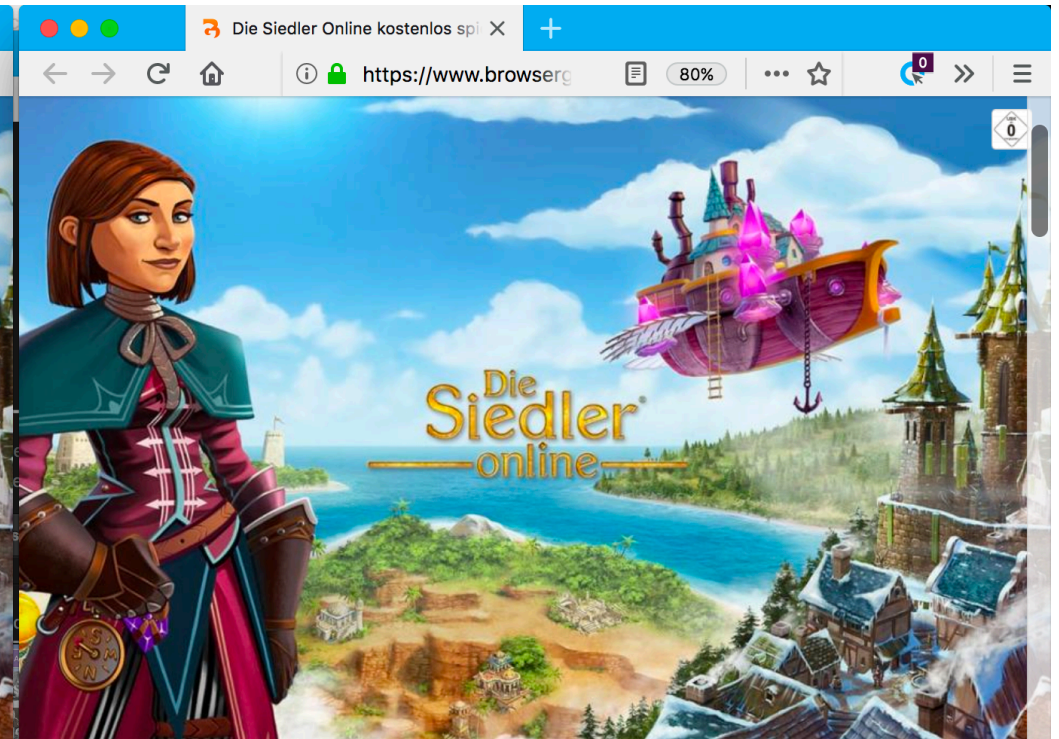 Die Siedler Online kostenlos spi
https://www.browserg
80%
0
0
Die
Siedler
online